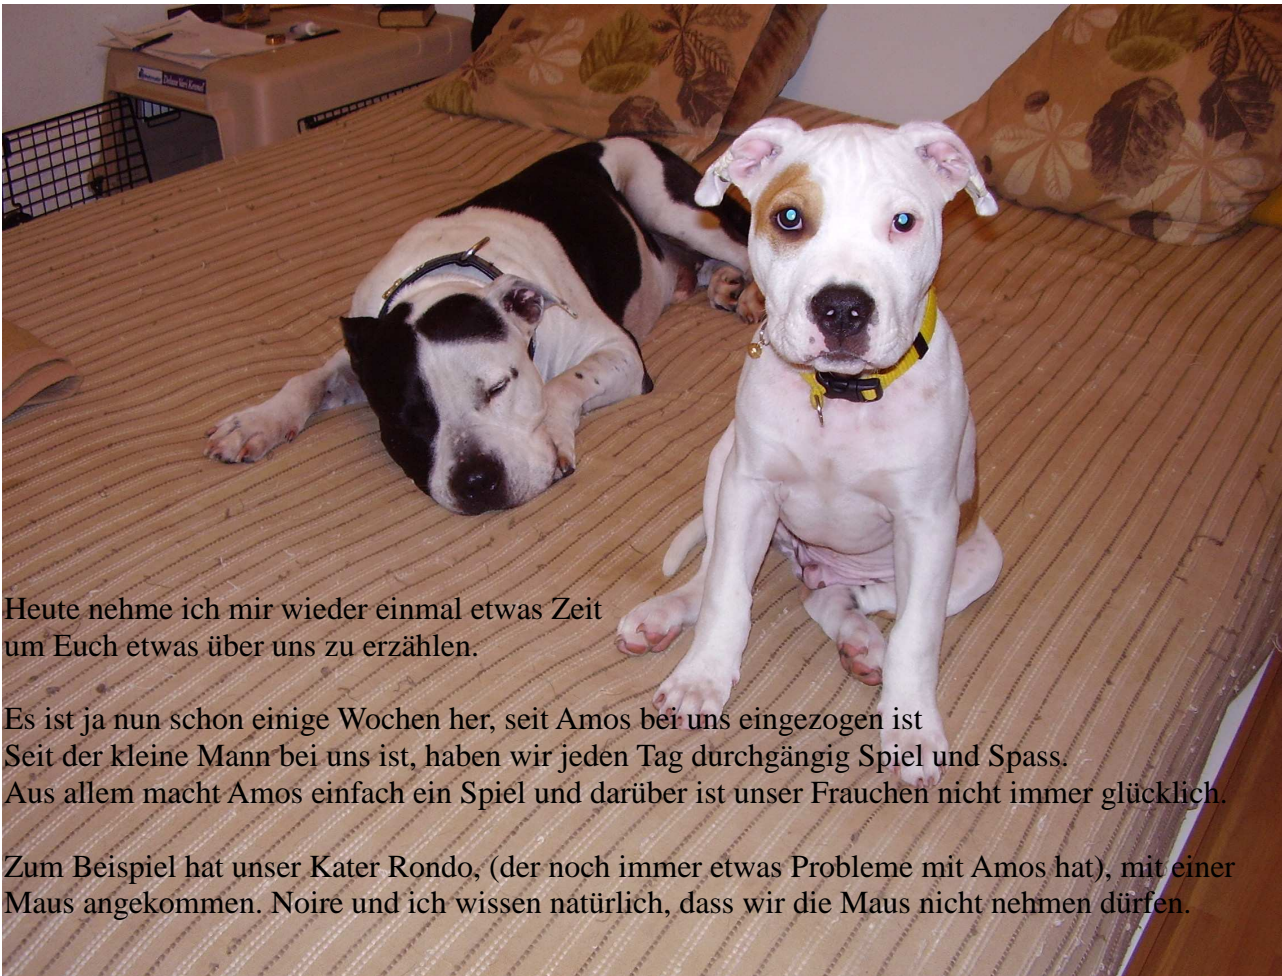 Deluxe Vari Kennel
Heute nehme ich mir wieder einmal etwas Zeit
um Euch etwas über uns zu erzählen.
Es ist ja nun schon einige Wochen her, seit Amos bei uns eingezogen ist
Seit der kleine Mann bei uns ist, haben wir jeden Tag durchgängig Spiel und Spass.
Aus allem macht Amos einfach ein Spiel und darüber ist unser Frauchen nicht immer glücklich.
Zum Beispiel hat unser Kater Rondo, (der noch immer etwas Probleme mit Amos hat), mit einer
Maus angekommen. Noire und ich wissen natürlich, dass wir die Maus nicht nehmen dürfen.